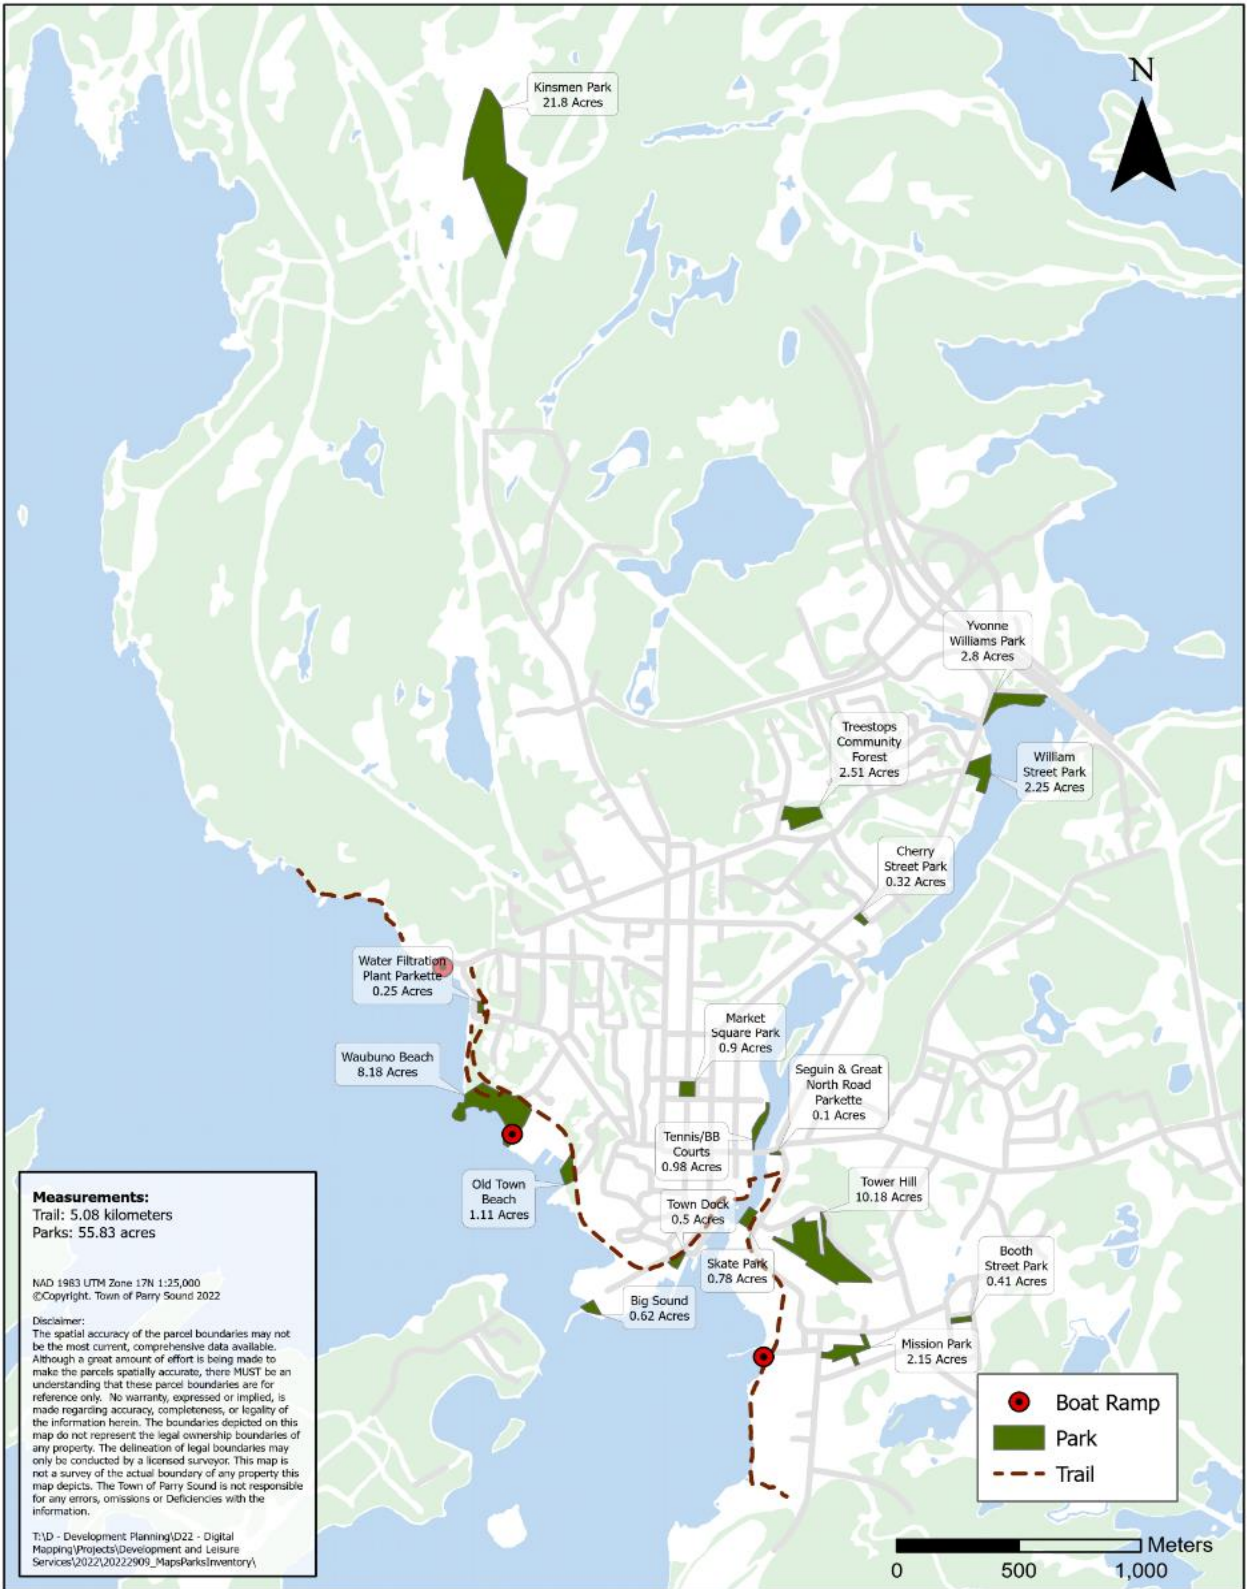 Kinsmen Park
21.8 Acres
N
Yvonne
Williams Park
2.8 Acres
Treestops
Community
Forest
2.51 Acres
William
Street Park
2.25 Acres
Cherry
Street Park
0.32 Acres
Water Filtration
Plant Parkette
0.25 Acres
Market
Square Park
0.9 Acres
Waubuno Beach
8.18 Acres
Seguin & Great
North Road
Parkette
0.1 Acres
Tennis/BB
Courts
0.98 Acres
Old Town
Beach
1.11 Acres
Town Dock
0.5 Acres
Tower Hill
10.18 Acres
Skate Park
0.78 Acres
Booth
Street Park
0.41 Acres
Big Sound
0.62 Acres
Mission Park
2.15 Acres
Measurements:
Trail: 5.08 kilometers
Parks: 55.83 acres
NAD 1983 UTM Zone 17N 1:25,000
©Copyright. Town of Parry Sound 2022
Disclaimer:
The spatial accuracy of the parcel boundaries may not
be the most current, comprehensive data available.
Although a great amount of effort is being made to
make the parcels spatially accurate, there MUST be an
understanding that these parcel boundaries are for
reference only. No warranty, expressed or implied, is
made regarding accuracy, completeness, or legality of
the information herein. The boundaries depicted on this
map do not represent the legal ownership boundaries of
any property. The delineation of legal boundaries may
only be conducted by a licensed surveyor. This map is
not a survey of the actual boundary of any property this
map depicts. The Town of Parry Sound is not responsible
for any errors, omissions or Deficiencies with the
information.
T:\D - Development Planning\D22 - Digital
Mapping\Projects\Development and Leisure
Services\2022\20222909_MapsParksInventory\
Boat Ramp
Park
Trail
Meters
0 500 1,000